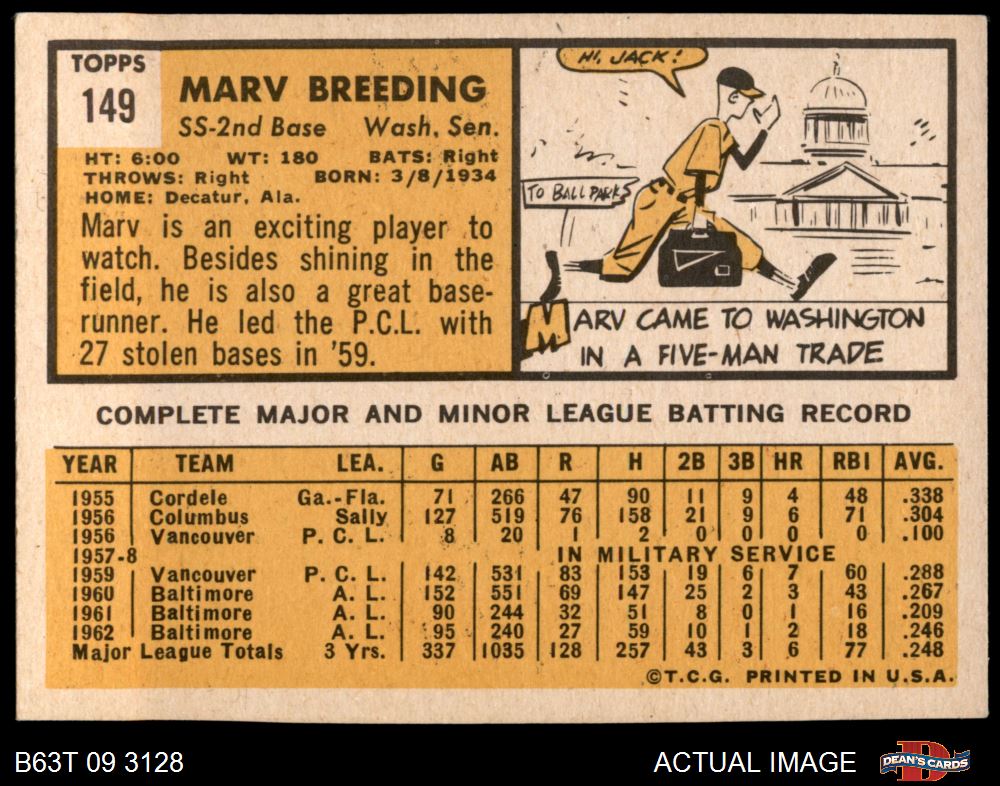 TOPPS
149
MARV BREEDING
SS-2nd Base Wash. Sen.
HT: 6:00 WT: 180 BATS: Right
THROWS: Right BORN: 3/8/1934
HOME: Decatur, Ala.
Marv is an exciting player to
watch. Besides shining in the
field, he is also a great base-
runner. He led the P.C.L. with
27 stolen bases in '59.
HI, JACK!
TO BALL PARK
MARV CAME TO WASHINGTON
IN A FIVE-MAN TRADE
COMPLETE MAJOR AND MINOR LEAGUE BATTING RECORD
YEAR TEAM LEA. G AB R H 2B 3B HR RBI AVG.
1955 Cordele Ga.-Fla. 71 266 47 90 11 9 4 48 .338
1956 Columbus Sally 127 519 76 158 21 9 6 71 .304
1956 Vancouver P. C. L. 8 20 1 2 0 0 0 0 .100
1957-8 IN MILITARY SERVICE
1959 Vancouver P. C. L. 142 531 83 153 19 6 7 60 .288
1960 Baltimore A. L. 152 551 69 147 25 2 3 43 .267
1961 Baltimore A. L. 90 244 32 51 8 0 1 16 .209
1962 Baltimore A. L. 95 240 27 59 10 1 2 18 .246
Major League Totals 3 Yrs. 337 1035 128 257 43 3 6 77 .248
©T.C.G. PRINTED IN U.S.A.
B63T 09 3128 ACTUAL IMAGE DEAN'S CARDS